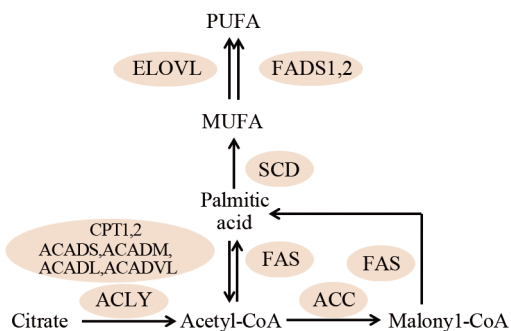 PUFA
ELOVL
FADS1,2
MUFA
SCD
Palmitic
acid
CPT1,2
ACADS,ACADM,
ACADL,ACADVL
FAS
FAS
ACLY
ACC
Citrate
Acetyl-CoA
Malony1-CoA